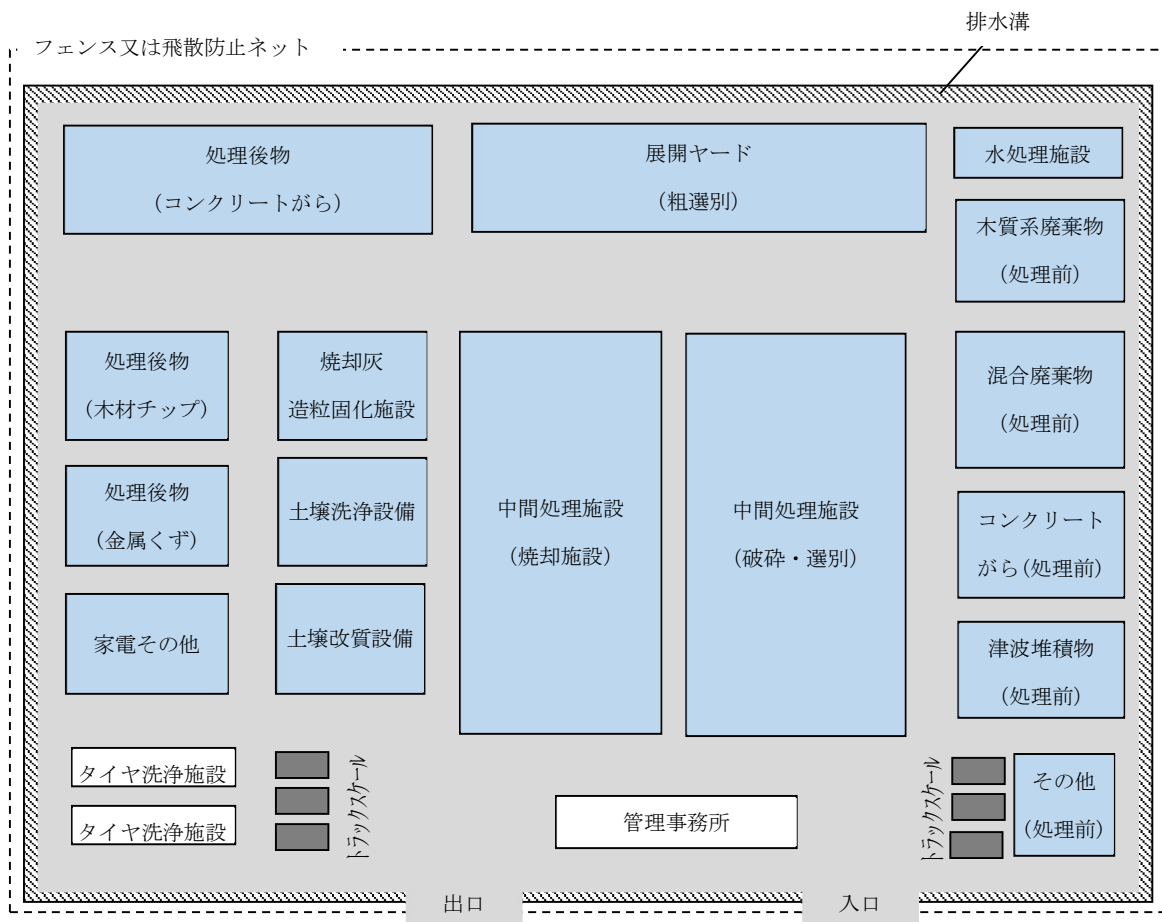 排水溝
フェンス又は飛散防止ネット
処理後物
（コンクリートがら）
展開ヤード
（粗選別）
水処理施設
木質系廃棄物
（処理前）
処理後物
（木材チップ）
焼却灰
造粒固化施設
中間処理施設
（焼却施設）
中間処理施設
（破砕・選別）
混合廃棄物
（処理前）
処理後物
（金属くず）
土壌洗浄設備
コンクリート
がら（処理前）
家電その他
土壌改質設備
津波堆積物
（処理前）
タイヤ洗浄施設
タイヤ洗浄施設
トラックスケール
管理事務所
トラックスケール
その他
（処理前）
出口
入口